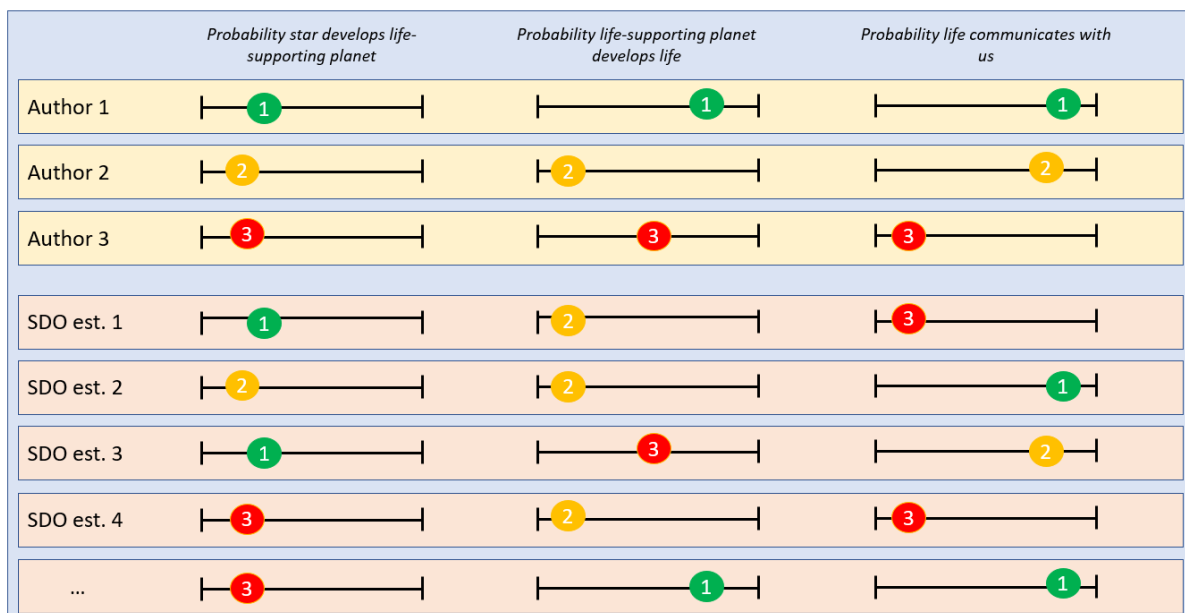 Probability star develops life-
supporting planet
Probability life-supporting planet
develops life
Probability life communicates with
us
Author 1
1
1
1
Author 2
2
2
2
Author 3
3
3
3
SDO est. 1
1
2
3
SDO est. 2
2
2
1
SDO est. 3
1
3
2
SDO est. 4
3
2
3
...
3
1
1